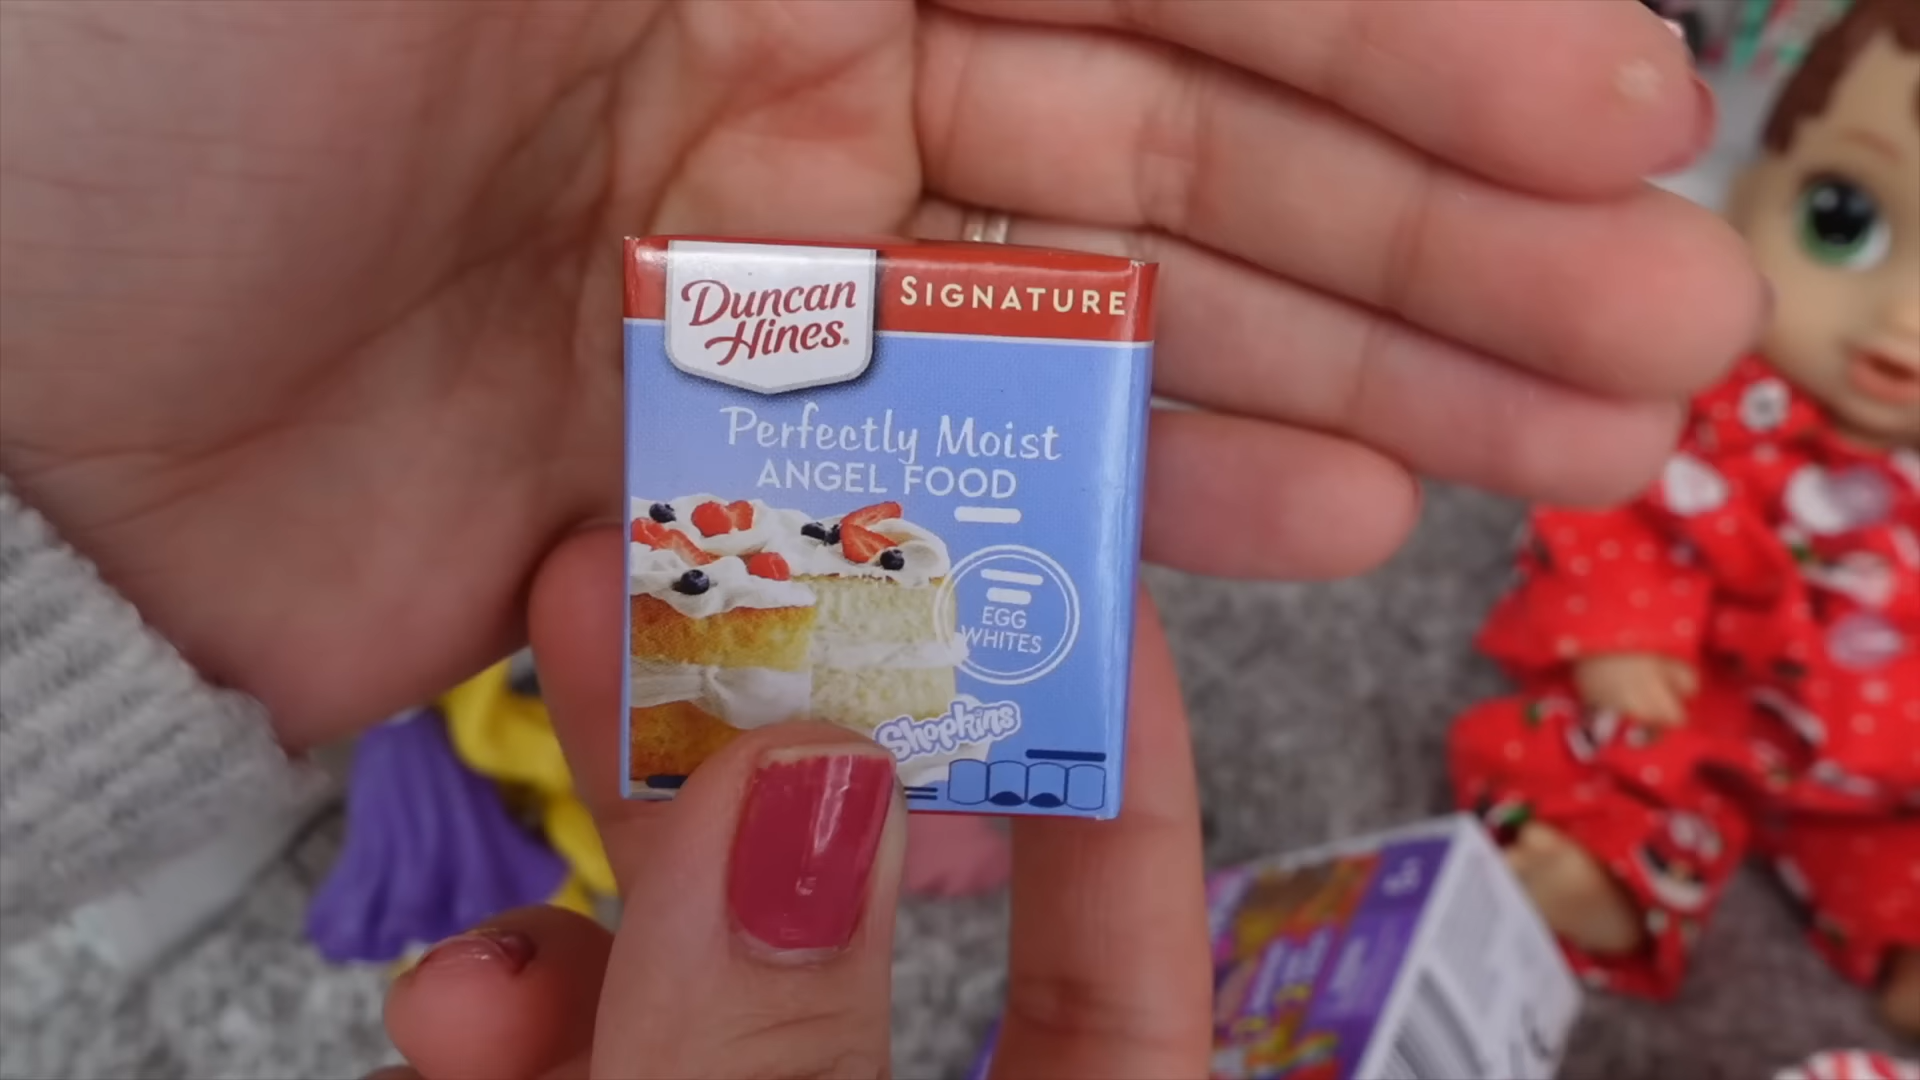 Duncan
Hines.
SIGNATURE
Perfectly Moist
ANGEL FOOD
EGG
WHITES
Shopkins